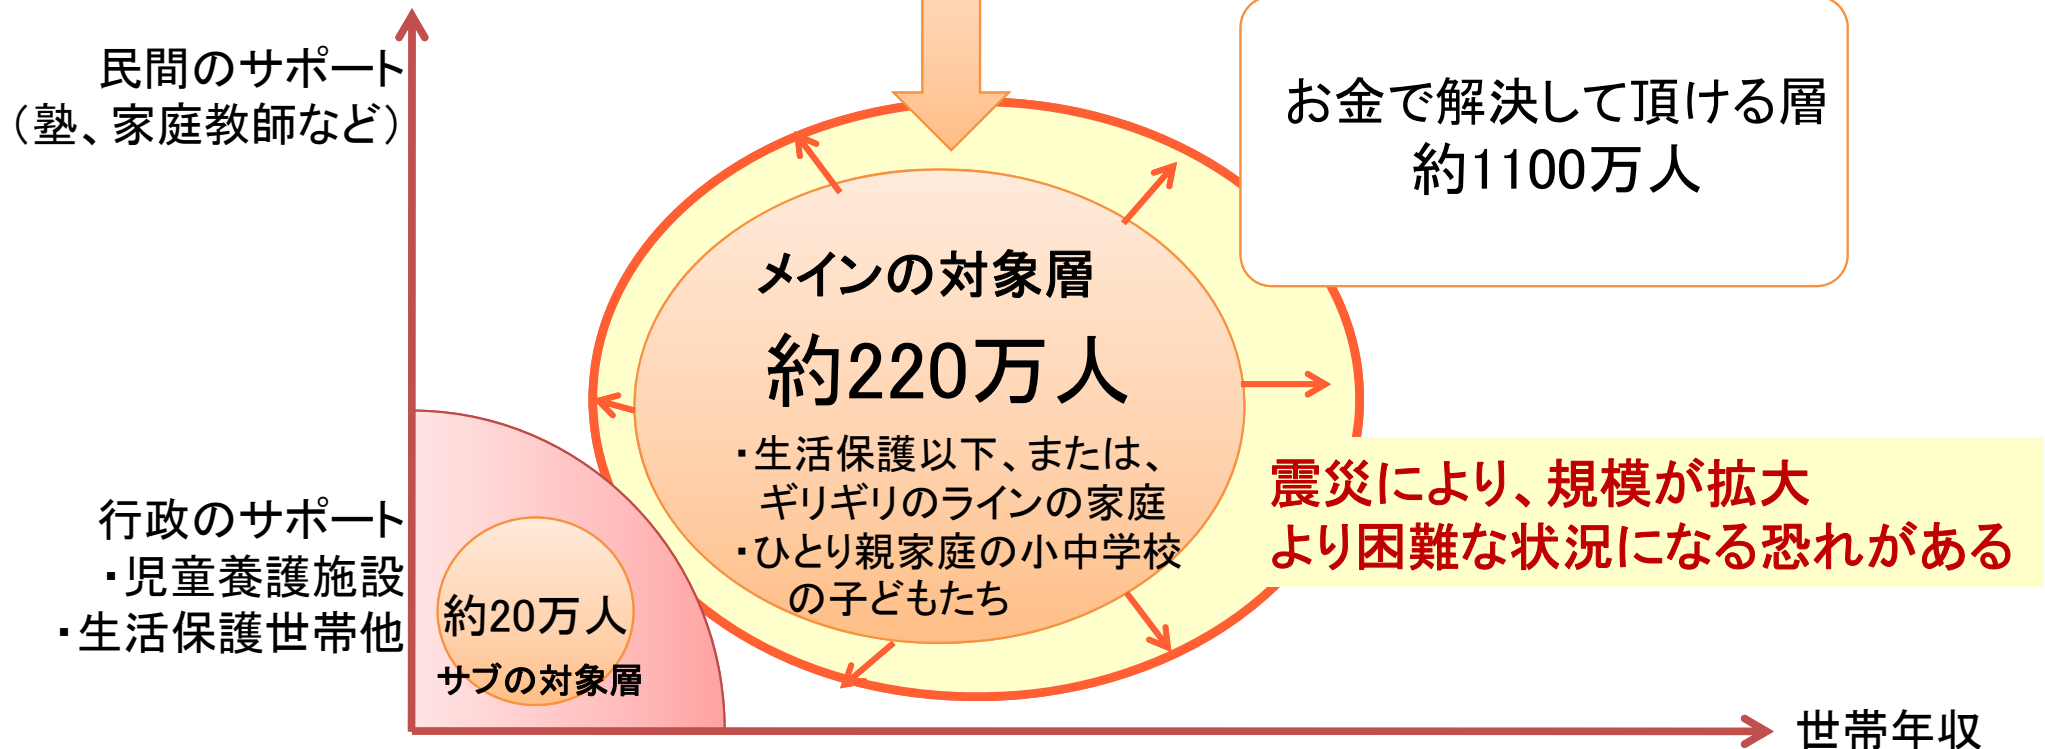 民間のサポート
（塾、家庭教師など）
お金で解決して頂ける層
約1100万人
メインの対象層
約220万人
・生活保護以下、または、
ギリギリのラインの家庭
・ひとり親家庭の小中学校
の子どもたち
震災により、規模が拡大
より困難な状況になる恐れがある
行政のサポート
・児童養護施設
・生活保護世帯他
約20万人
サブの対象層
世帯年収